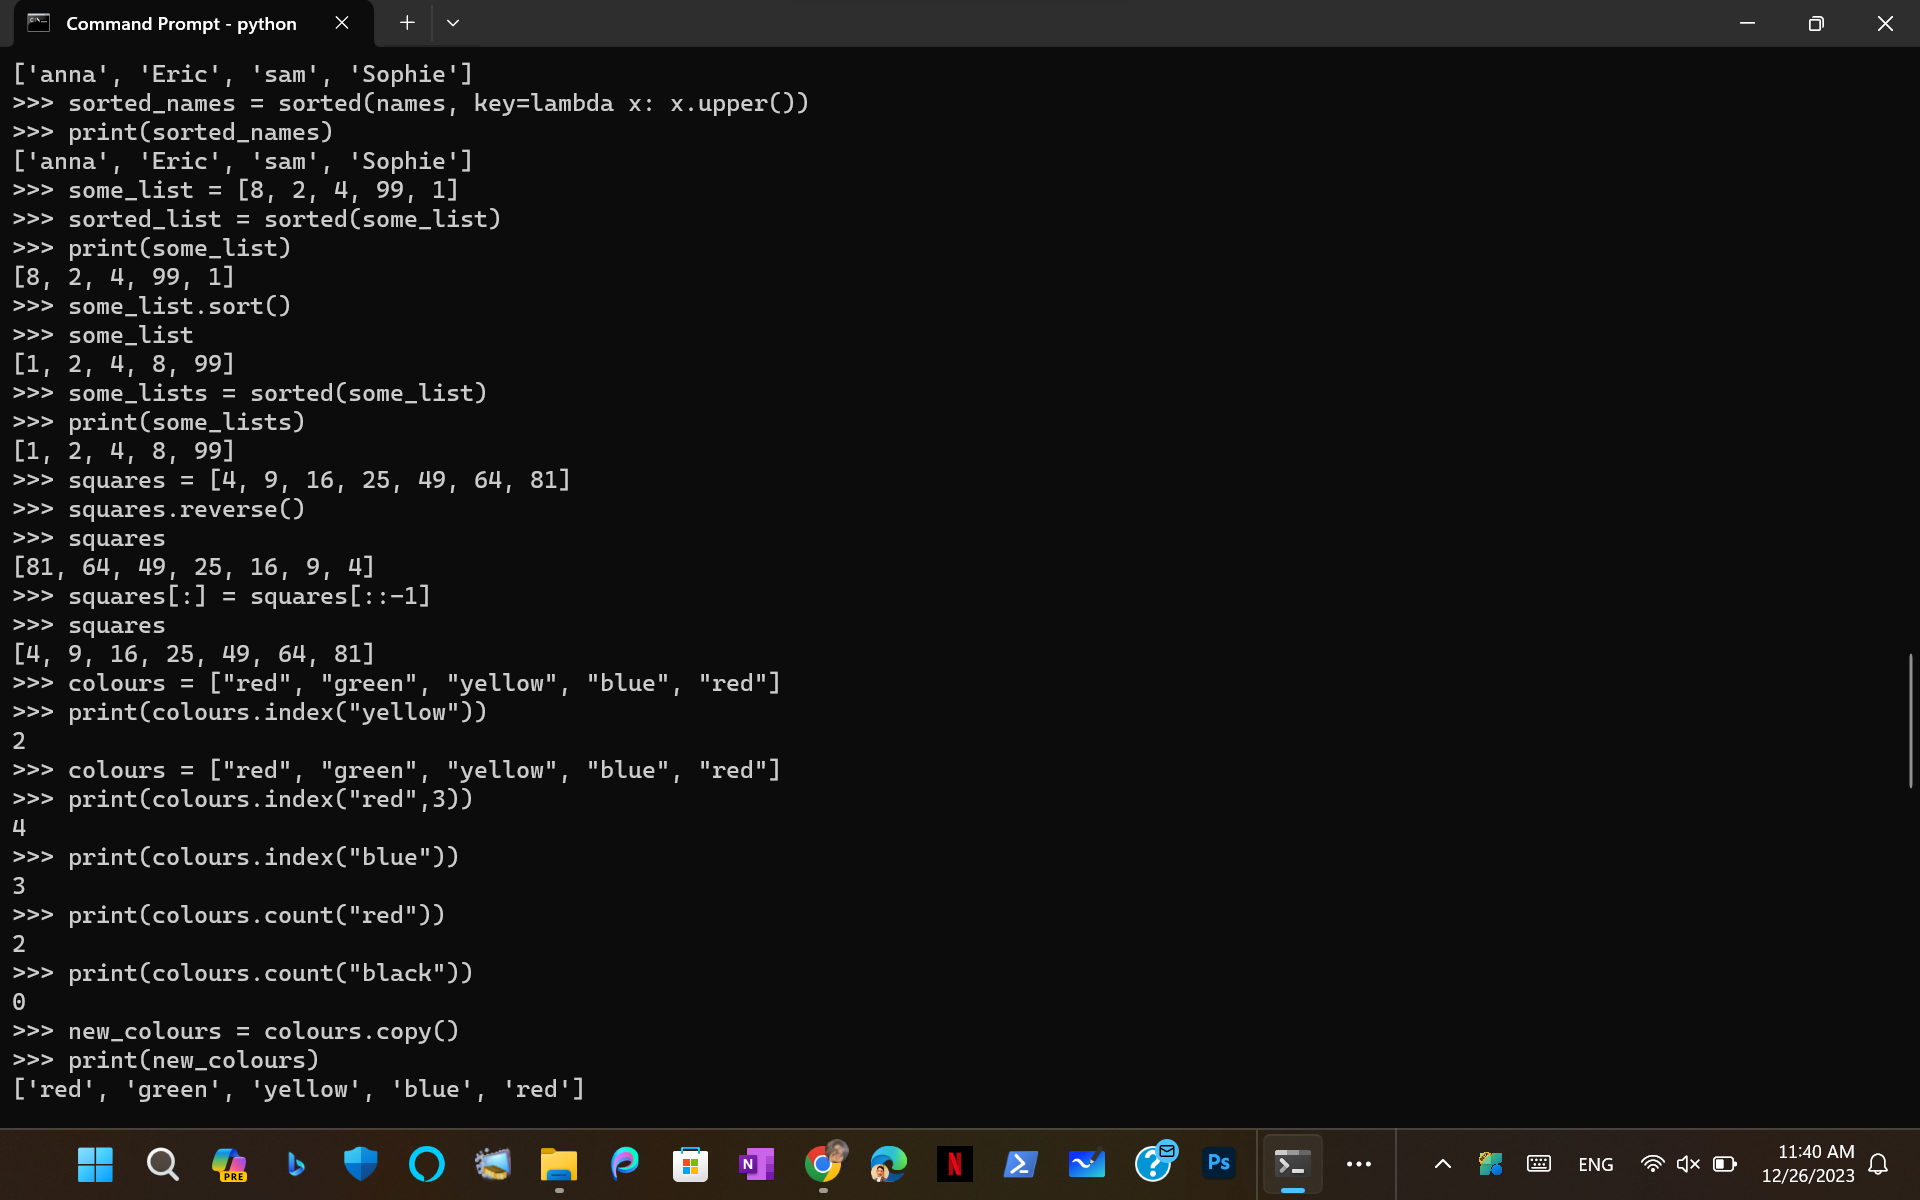 Command Prompt - python
['anna', 'Eric', 'sam', 'Sophie']
>>> sorted_names = sorted(names, key=lambda x: x.upper())
>>> print(sorted_names)
['anna', 'Eric', 'sam', 'Sophie']
>>> some_list = [8, 2, 4, 99, 1]
>>> sorted_list = sorted(some_list)
>>> print(some_list)
[8, 2, 4, 99, 1]
>>> some_list.sort()
>>> some_list
[1, 2, 4, 8, 99]
>>> some_lists = sorted(some_list)
>>> print(some_lists)
[1, 2, 4, 8, 99]
>>> squares = [4, 9, 16, 25, 49, 64, 81]
>>> squares.reverse()
>>> squares
[81, 64, 49, 25, 16, 9, 4]
>>> squares[:] = squares[::-1]
>>> squares
[4, 9, 16, 25, 49, 64, 81]
>>> colours = ["red", "green", "yellow", "blue", "red"]
>>> print(colours.index("yellow"))
2
>>> colours = ["red", "green", "yellow", "blue", "red"]
>>> print(colours.index("red",3))
4
>>> print(colours.index("blue"))
3
>>> print(colours.count("red"))
2
>>> print(colours.count("black"))
0
>>> new_colours = colours.copy()
>>> print(new_colours)
['red', 'green', 'yellow', 'blue', 'red']
PRE
N
N
Ps
ENG
11:40 AM
12/26/2023